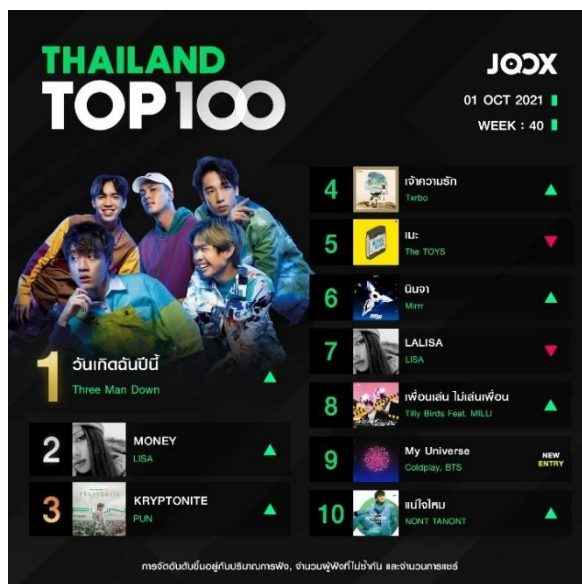 THAILAND
TOP 100
JOOX
01 OCT 2021
WEEK : 40
1
วันเกิดฉันปีนี้
Three Man Down
2
MONEY
LISA
3
KRYPTONITE
PUN
4
เจ้าความรัก
Txrbo
5
เมะ
The TOYS
6
นินจา
Mirrr
7
LALISA
LISA
8
เพื่อนเล่น ไม่เล่นเพื่อน
Tilly Birds Feat. MILLI
9
My Universe
Coldplay, BTS
NEW
ENTRY
10
แน่ใจไหม
NONT TANONT
การจัดอันดับขึ้นอยู่กับปริมาณการฟัง, จำนวนผู้ฟังที่ไม่ซ้ำกัน และจำนวนการแชร์